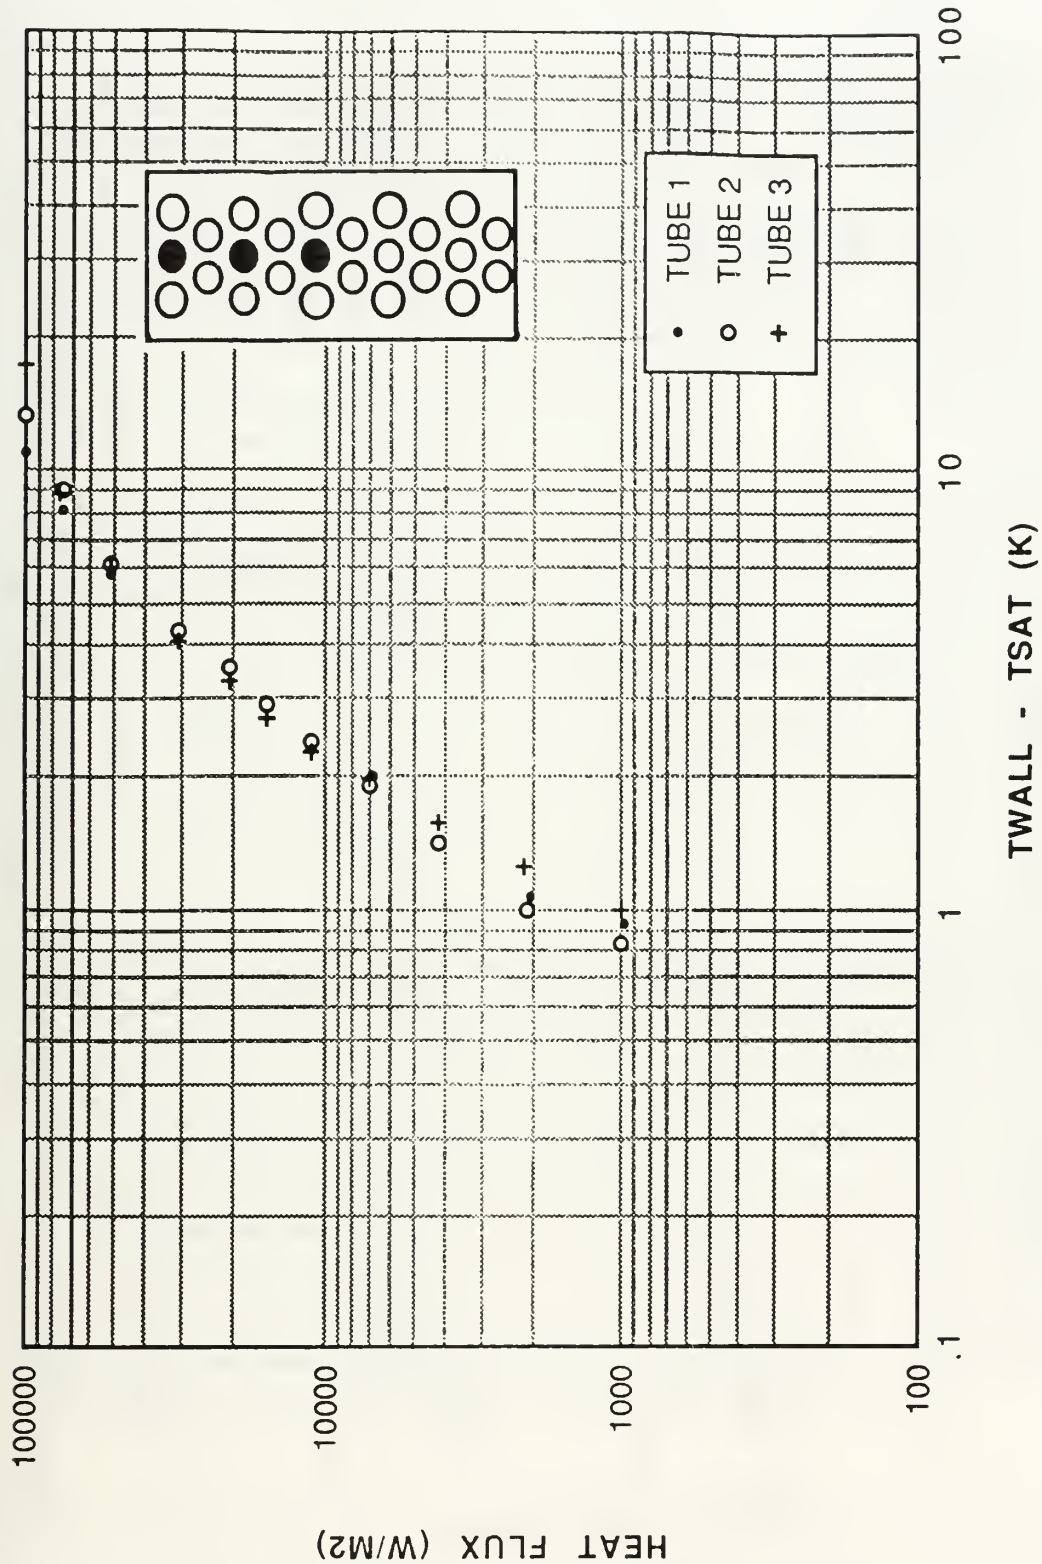 HEAT FLUX (W/M2)
100000
10000
1000
100
.1
1
10
100
TWALL - TSAT (K)
TUBE 1
TUBE 2
TUBE 3